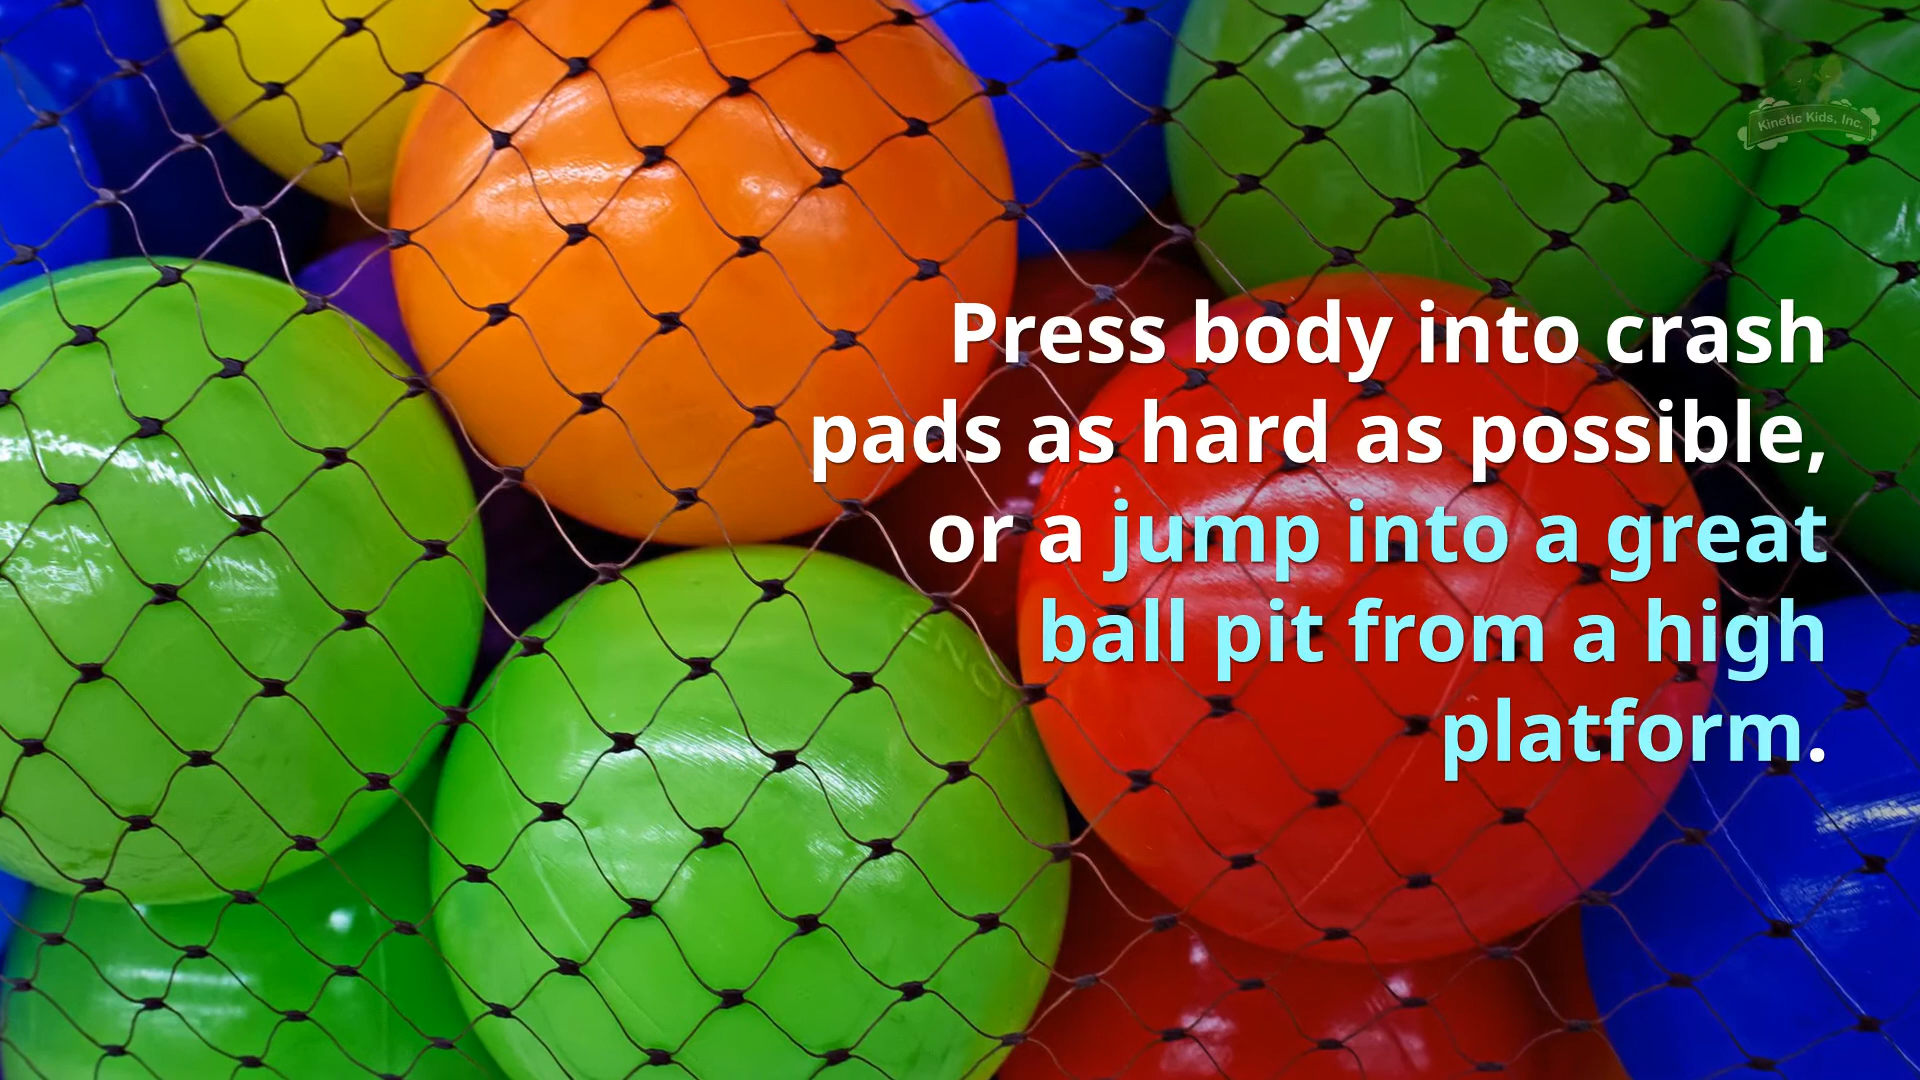 Kinetic Kids, Inc.
Press body into crash
pads as hard as possible,
or a jump into a great
ball pit from a high
platform.